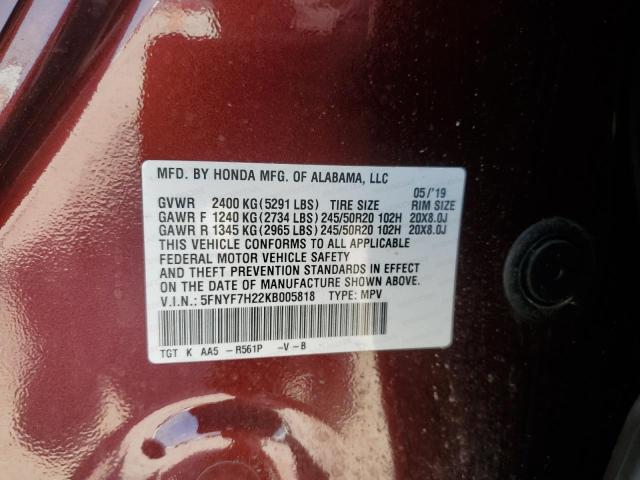 MFD. BY HONDA MFG. OF ALABAMA, LLC
05/'19
GVWR 2400 KG(5291 LBS) TIRE SIZE RIM SIZE
GAWR F 1240 KG(2734 LBS)245/50R20 102H 20X8.0J
GAWR R 1345 KG(2965 LBS)245/50R20 102H 20X8.0J
THIS VEHICLE CONFORMS TO ALL APPLICABLE
FEDERAL MOTOR VEHICLE SAFETY
AND THEFT PREVENTION STANDARDS IN EFFECT
ON THE DATE OF MANUFACTURE SHOWN ABOVE.
V.I.N.: 5FNYF7H22KB005818 TYPE: MPV
TGT K AA5 -R561P -V-B